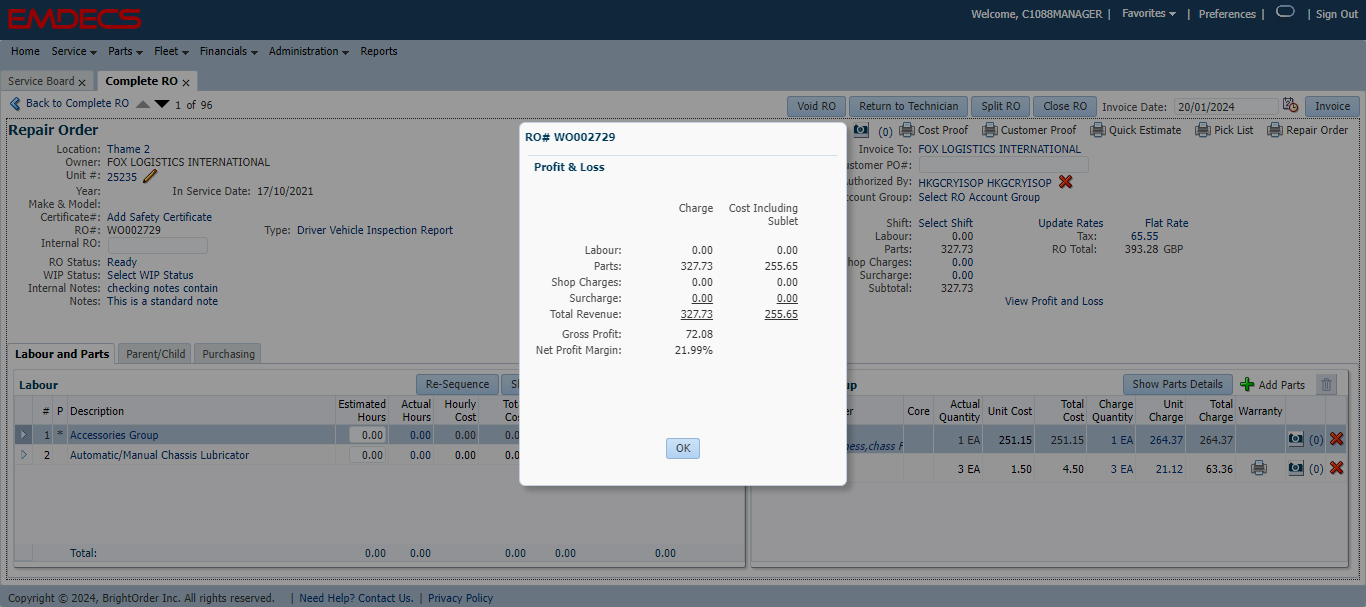 EMDECS
Welcome, C1088MANAGER | Favorites | Preferences | | Sign Out
Home Service Parts Fleet Financials Administration Reports
Service Board x Complete RO x
Back to Complete RO 1 of 96
Void RO Return to Technician Split RO Close RO Invoice Date: 20/01/2024 Invoice
Repair Order
(0) Cost Proof Customer Proof Quick Estimate Pick List Repair Order
Location: Thame 2
Owner: FOX LOGISTICS INTERNATIONAL
Unit #: 25235
Year: In Service Date: 17/10/2021
Make & Model:
Certificate#: Add Safety Certificate
RO#: WO002729 Type: Driver Vehicle Inspection Report
Internal RO:
RO Status: Ready
WIP Status: Select WIP Status
Internal Notes: checking notes contain
Notes: This is a standard note
RO# WO002729
Profit & Loss
Charge Cost Including
Sublet
Labour: 0.00 0.00
Parts: 327.73 255.65
Shop Charges: 0.00 0.00
Surcharge: 0.00 0.00
Total Revenue: 327.73 255.65
Gross Profit: 72.08
Net Profit Margin: 21.99%
OK
Invoice To: FOX LOGISTICS INTERNATIONAL
ustomer PO#:
uthorized By: HKGCRYISOP HKGCRYISOP
count Group: Select RO Account Group
Shift: Select Shift Update Rates Flat Rate
Labour: 0.00 Tax: 65.55
Parts: 327.73 RO Total: 393.28 GBP
hop Charges: 0.00
Surcharge: 0.00
Subtotal: 327.73
View Profit and Loss
Labour and Parts Parent/Child Purchasing
Labour Re-Sequence
# P Description Estimated Hours Actual Hours Hourly Cost
1 * Accessories Group 0.00 0.00 0.00 0.0
2 Automatic/Manual Chassis Lubricator 0.00 0.00 0.00 0.0
Total: 0.00 0.00 0.00 0.00 0.00
up Show Parts Details Add Parts
er Core Actual Quantity Unit Cost Total Cost Charge Quantity Unit Charge Total Charge Warranty
ness,chass F 1 EA 251.15 251.15 1 EA 264.37 264.37 (0)
3 EA 1.50 4.50 3 EA 21.12 63.36 (0)
Copyright © 2024, BrightOrder Inc. All rights reserved. | Need Help? Contact Us. | Privacy Policy